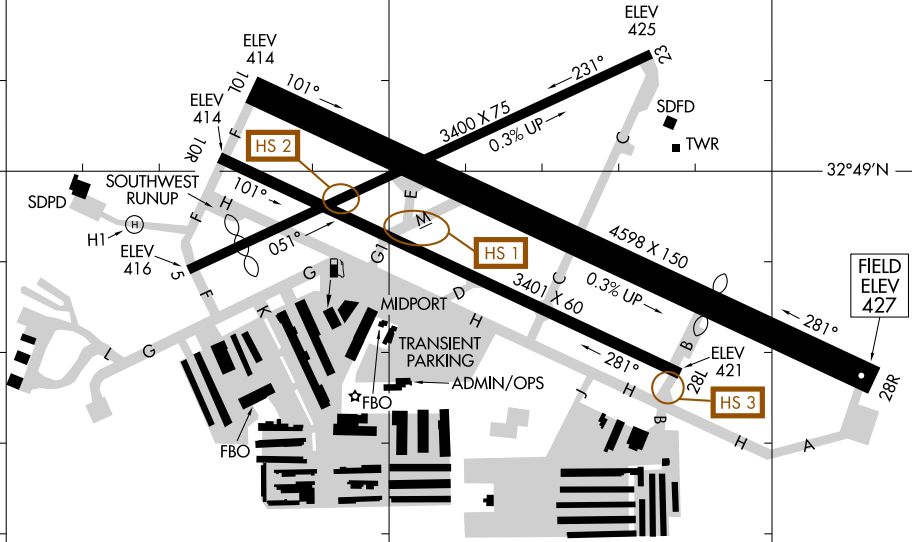 ELEV
425
ELEV
414
23
10L
101°
231°
3400 X 75
0.3% UP
SDFD
TWR
ELEV
414
F
10R
HS 2
C
32°49'N
SOUTHWEST
RUNUP
SDPD
101°
H
E
M
F
H
H1
ELEV
416
051°
G1
HS 1
4598 X 150
5
G
D
C
0.3% UP
3401 X 60
FIELD
ELEV
427
F
K
MIDPORT
H
B
281°
L
G
TRANSIENT
PARKING
281°
ELEV
421
28L
28R
ADMIN/OPS
J
H
HS 3
FBO
B
FBO
H
A